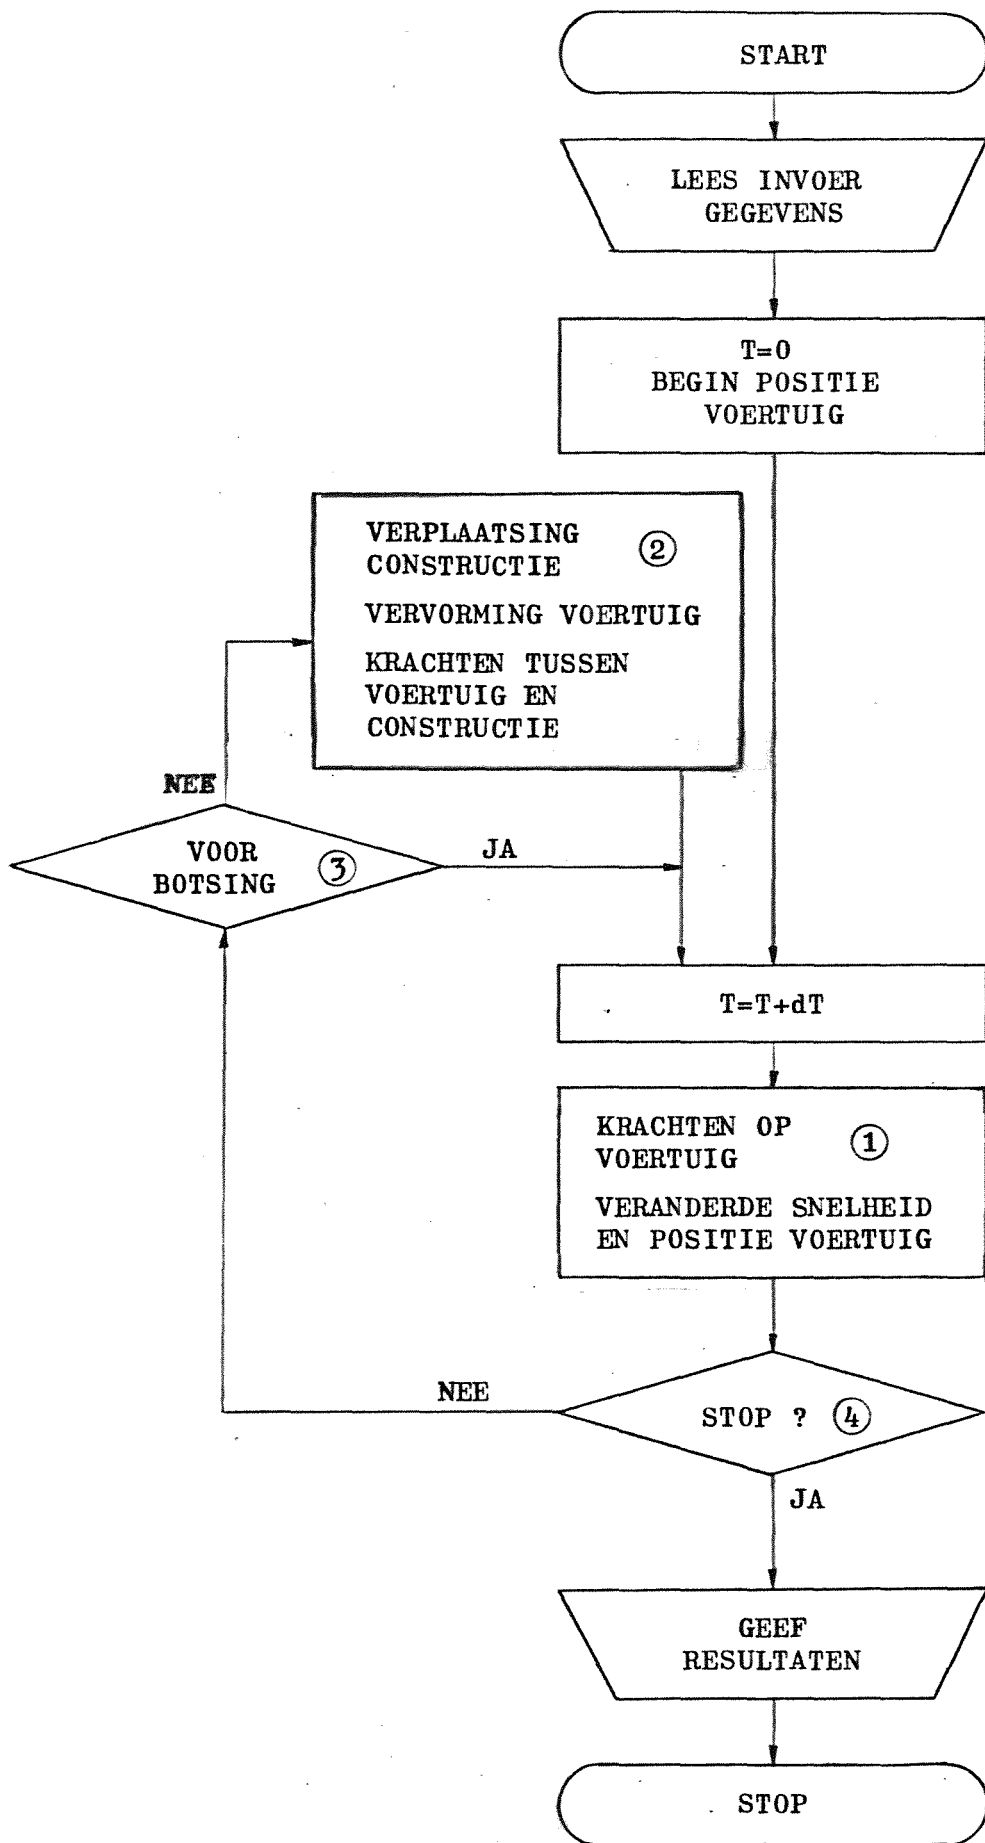 START
LEES INVOER
GEGEVENS
T=0
BEGIN POSITIE
VOERTUIG
VERPLAATSING
CONSTRUCTIE
②
VERVORMING VOERTUIG
KRACHTEN TUSSEN
VOERTUIG EN
CONSTRUCTIE
NEE
VOOR
BOTSING
③
JA
T=T+dT
KRACHTEN OP
VOERTUIG
①
VERANDERDE SNELHEID
EN POSITIE VOERTUIG
NEE
STOP ? ④
JA
GEEF
RESULTATEN
STOP